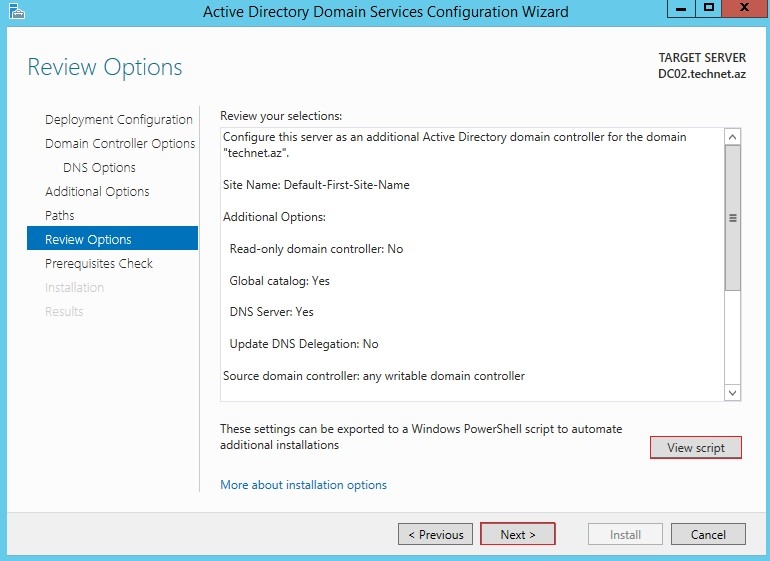 Active Directory Domain Services Configuration Wizard
Review Options
TARGET SERVER
DC02.technet.az
Deployment Configuration
Domain Controller Options
DNS Options
Additional Options
Paths
Review Options
Prerequisites Check
Installation
Results
Review your selections:
Configure this server as an additional Active Directory domain controller for the domain
"technet.az".
Site Name: Default-First-Site-Name
Additional Options:
Read-only domain controller: No
Global catalog: Yes
DNS Server: Yes
Update DNS Delegation: No
Source domain controller: any writable domain controller
These settings can be exported to a Windows PowerShell script to automate
additional installations
View script
More about installation options
< Previous
Next >
Install
Cancel